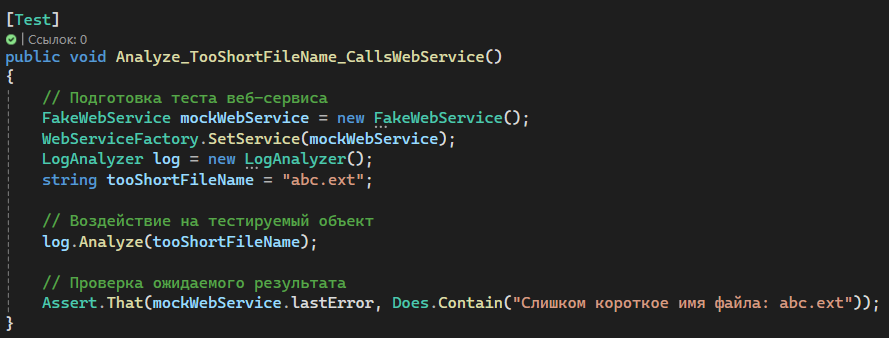 [Test]
| Ссылок: 0
public void Analyze_TooShortFileName_CallsWebService()
{
// Подготовка теста веб-сервиса
FakeWebService mockWebService = new FakeWebService();
WebServiceFactory.SetService(mockWebService);
LogAnalyzer log = new LogAnalyzer();
string tooShortFileName = "abc.ext";
// Воздействие на тестируемый объект
log.Analyze(tooShortFileName);
// Проверка ожидаемого результата
Assert.That(mockWebService.lastError, Does.Contain("Слишком короткое имя файла: abc.ext"));
}